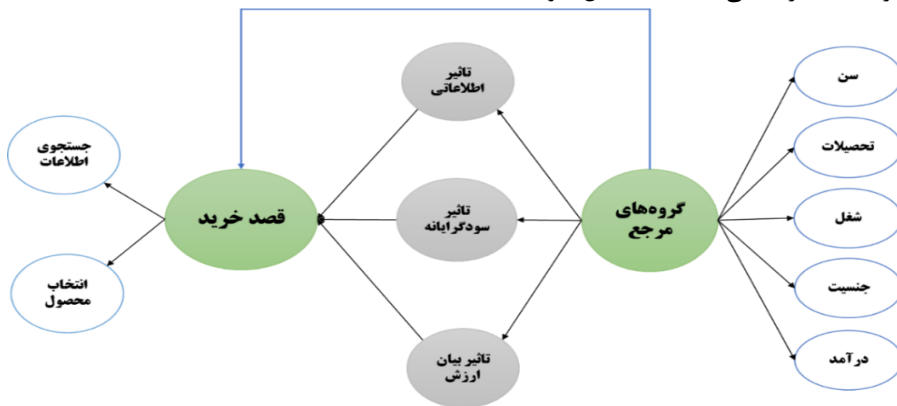 سن
تحصیلات
شغل
جنسیت
درآمد
گروه‌های
مرجع
تاثیر
اطلاعاتی
تاثیر
سودگرایانه
تاثیر بیان
ارزش
قصد خرید
جستجوی
اطلاعات
انتخاب
محصول